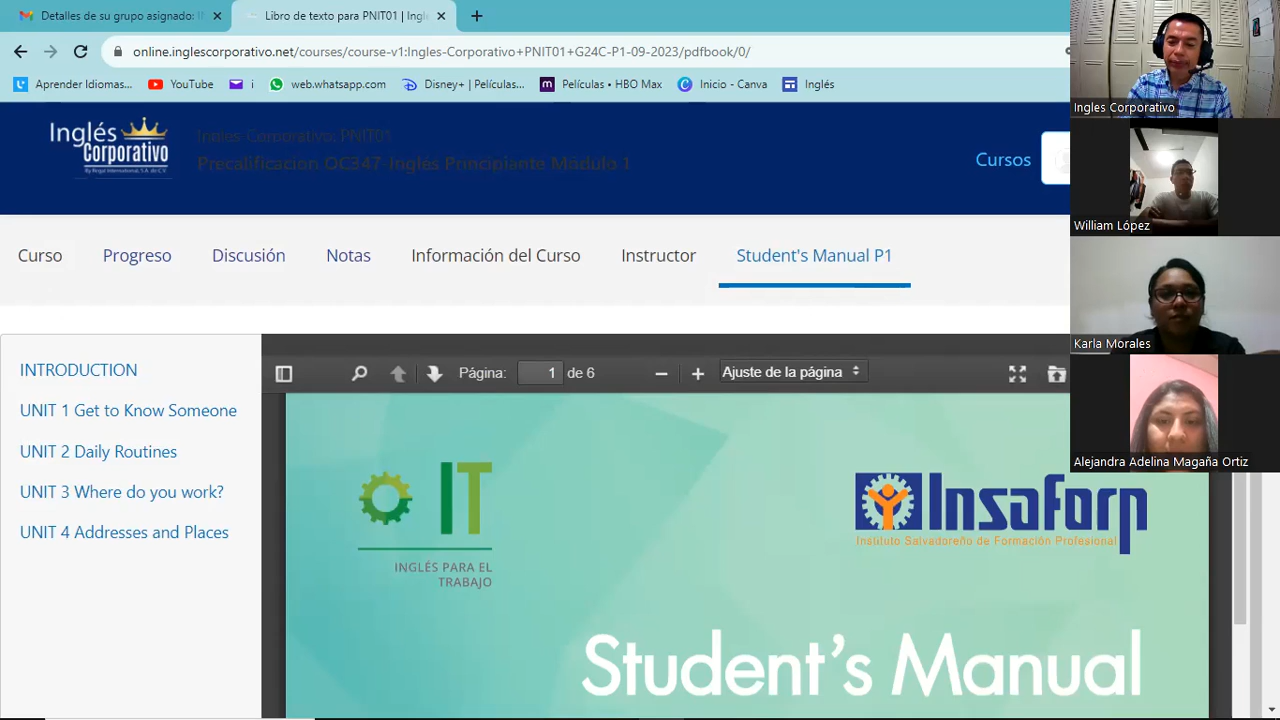 Detalles de su grupo asignado: I
Libro de texto para PNIT01 | Ingl
online.inglescorporativo.net/courses/course-v1:Ingles-corporativo+PNIT01+G24C-P1-09-2023/pdfbook/0/
Aprender Idiomas...
YouTube
i
web.whatsapp.com
Disney+ | Películas...
Películas • HBO Max
Inicio - Canva
Inglés
Inglés
Corporativo
By Regal International, S.A. de C.V.
Ingles Corporativo: PNIT01
Precalificacion OC347-Inglés Principiante Módulo 1
Cursos
Curso
Progreso
Discusión
Notas
Información del Curso
Instructor
Student's Manual P1
INTRODUCTION
UNIT 1 Get to Know Someone
UNIT 2 Daily Routines
UNIT 3 Where do you work?
UNIT 4 Addresses and Places
Página:
1
de 6
Ajuste de la página
IT
INGLÉS PARA EL
TRABAJO
Insaforp
Instituto Salvadoreño de Formación Profesional
Student's Manual
Ingles Corporativo
William López
Karla Morales
Alejandra Adelina Magaña Ortiz